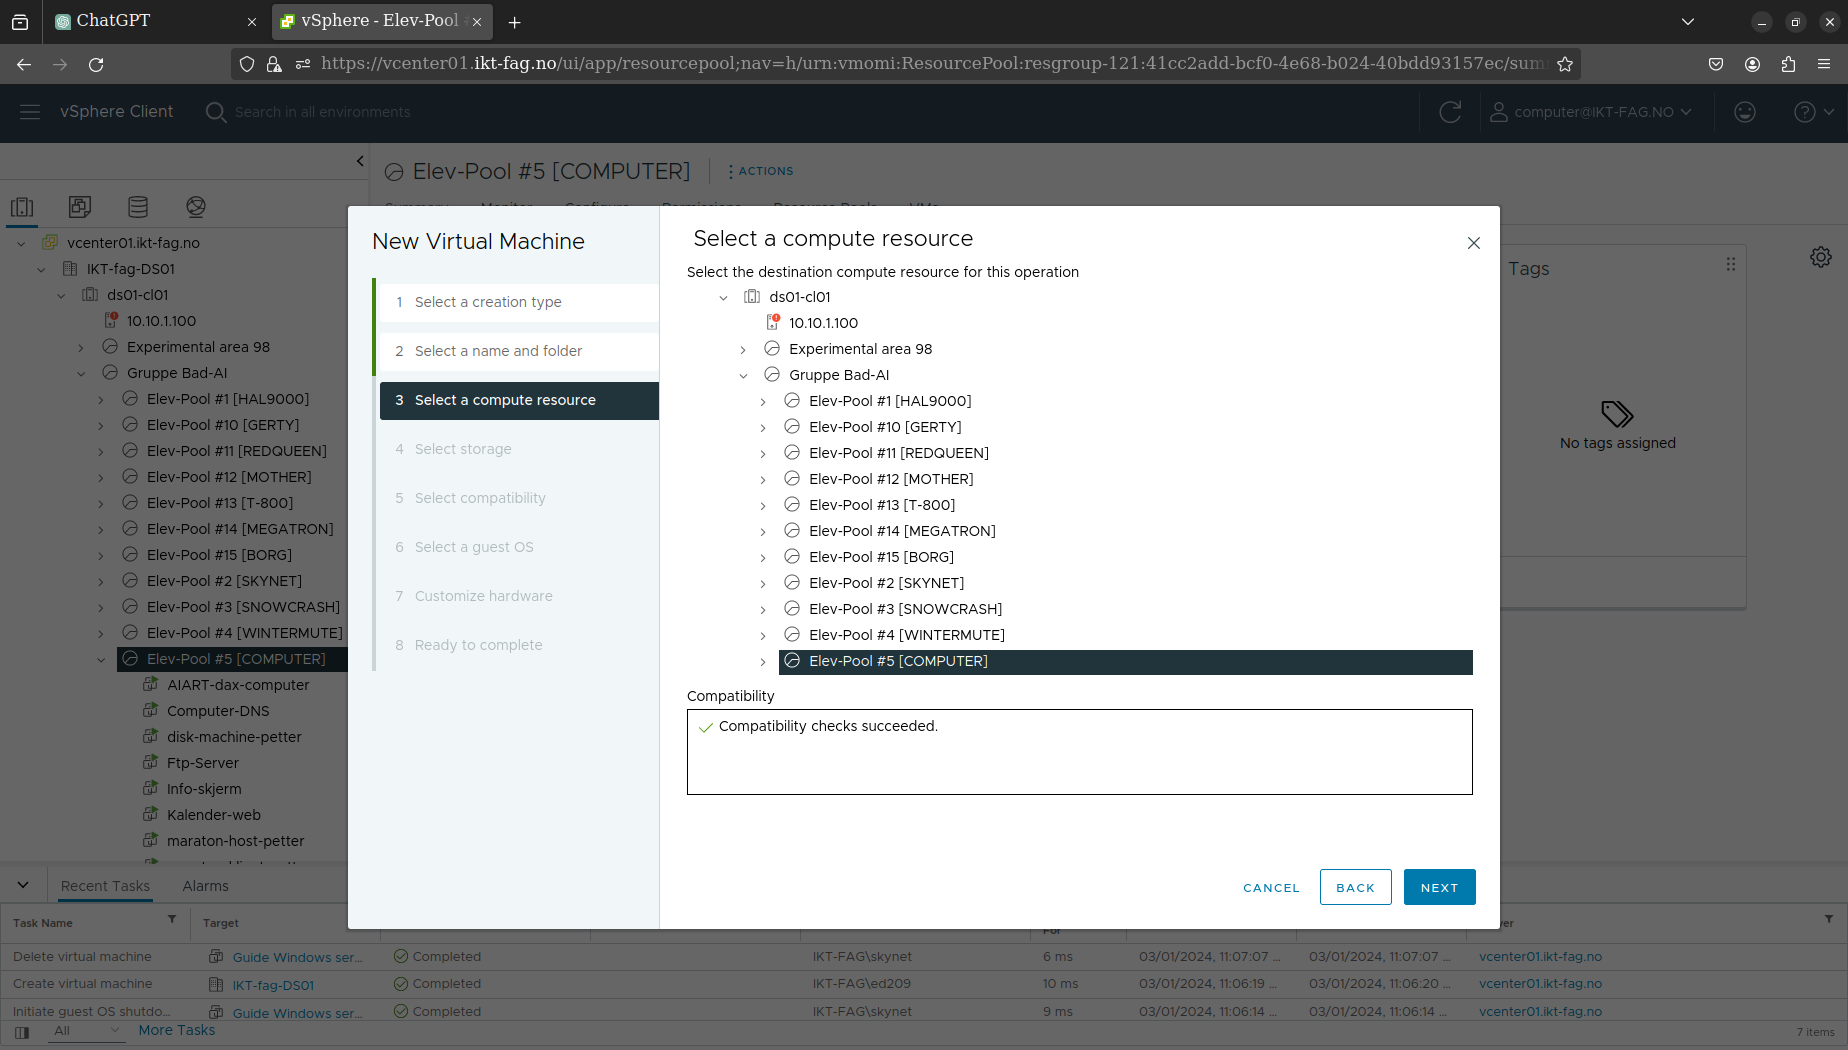 ChatGPT
vSphere - Elev-Pool
https://vcenter01.ikt-fag.no/ui/app/resourcepool;nav=h/urn:vmomi:ResourcePool:resgroup-121:41cc2add-bcf0-4e68-b024-40bdd93157ec/sum
vSphere Client
Search in all environments
computer@IKT-FAG.NO
Elev-Pool #5 [COMPUTER]
ACTIONS
vcenter01.ikt-fag.no
IKT-fag-DS01
ds01-cl01
10.10.1.100
Experimental area 98
Gruppe Bad-AI
Elev-Pool #1 [HAL9000]
Elev-Pool #10 [GERTY]
Elev-Pool #11 [REDQUEEN]
Elev-Pool #12 [MOTHER]
Elev-Pool #13 [T-800]
Elev-Pool #14 [MEGATRON]
Elev-Pool #15 [BORG]
Elev-Pool #2 [SKYNET]
Elev-Pool #3 [SNOWCRASH]
Elev-Pool #4 [WINTERMUTE]
Elev-Pool #5 [COMPUTER]
AIART-dax-computer
Computer-DNS
disk-machine-petter
Ftp-Server
Info-skjerm
Kalender-web
maraton-host-petter
New Virtual Machine
1 Select a creation type
2 Select a name and folder
3 Select a compute resource
4 Select storage
5 Select compatibility
6 Select a guest OS
7 Customize hardware
8 Ready to complete
Select a compute resource
Select the destination compute resource for this operation
ds01-cl01
10.10.1.100
Experimental area 98
Gruppe Bad-AI
Elev-Pool #1 [HAL9000]
Elev-Pool #10 [GERTY]
Elev-Pool #11 [REDQUEEN]
Elev-Pool #12 [MOTHER]
Elev-Pool #13 [T-800]
Elev-Pool #14 [MEGATRON]
Elev-Pool #15 [BORG]
Elev-Pool #2 [SKYNET]
Elev-Pool #3 [SNOWCRASH]
Elev-Pool #4 [WINTERMUTE]
Elev-Pool #5 [COMPUTER]
Compatibility
Compatibility checks succeeded.
CANCEL BACK NEXT
Tags
No tags assigned
Recent Tasks Alarms
Task Name Target
For
Delete virtual machine Guide Windows ser... Completed IKT-FAG\skynet 6 ms 03/01/2024, 11:07:07 ... 03/01/2024, 11:07:07 ... vcenter01.ikt-fag.no
Create virtual machine IKT-fag-DS01 Completed IKT-FAG\ed209 10 ms 03/01/2024, 11:06:19 ... 03/01/2024, 11:06:20 ... vcenter01.ikt-fag.no
Initiate guest OS shutdo... Guide Windows ser... Completed IKT-FAG\skynet 9 ms 03/01/2024, 11:06:14 ... 03/01/2024, 11:06:14 ... vcenter01.ikt-fag.no
All More Tasks 7 items